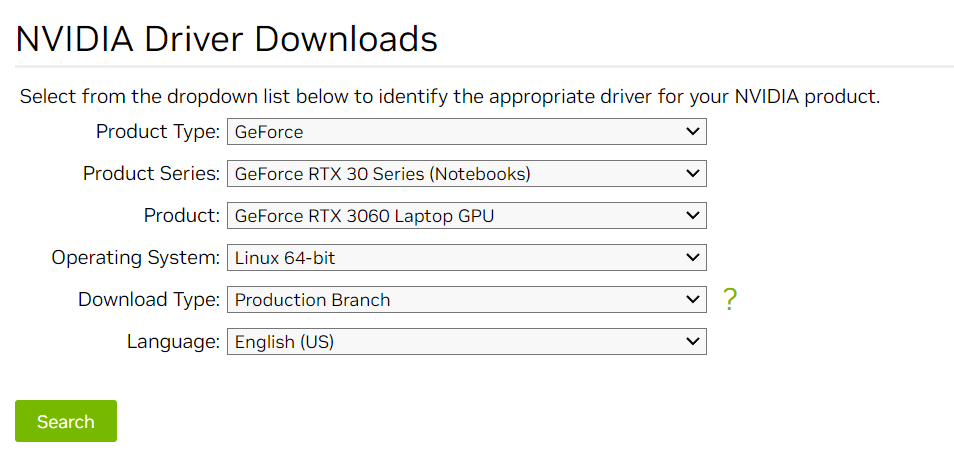 NVIDIA Driver Downloads
Select from the dropdown list below to identify the appropriate driver for your NVIDIA product.
Product Type: GeForce
Product Series: GeForce RTX 30 Series (Notebooks)
Product: GeForce RTX 3060 Laptop GPU
Operating System: Linux 64-bit
Download Type: Production Branch ?
Language: English (US)
Search